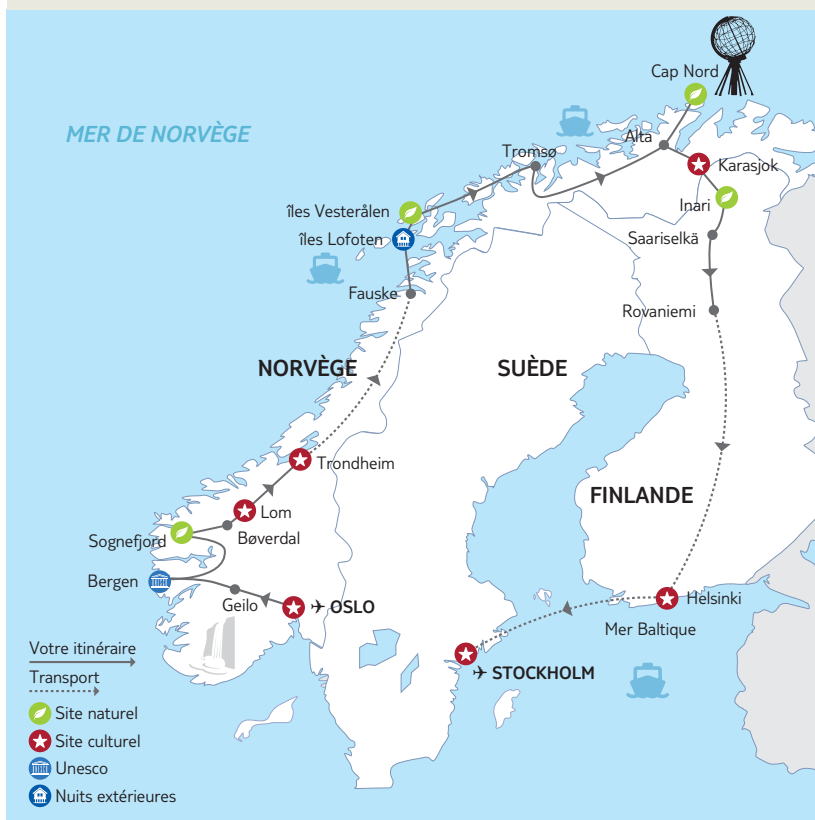 Cap Nord
MER DE NORVÈGE
Alta
Tromsø
Karasjok
Inari
îles Vesterålen
îles Lofoten
Saariselkä
Fauske
Rovaniemi
NORVÈGE
SUÈDE
Trondheim
FINLANDE
Lom
Sognefjord
Bøverdal
Bergen
Geilo
OSLO
Helsinki
Mer Baltique
STOCKHOLM
Votre itinéraire
Transport
Site naturel
Site culturel
Unesco
Nuits extérieures